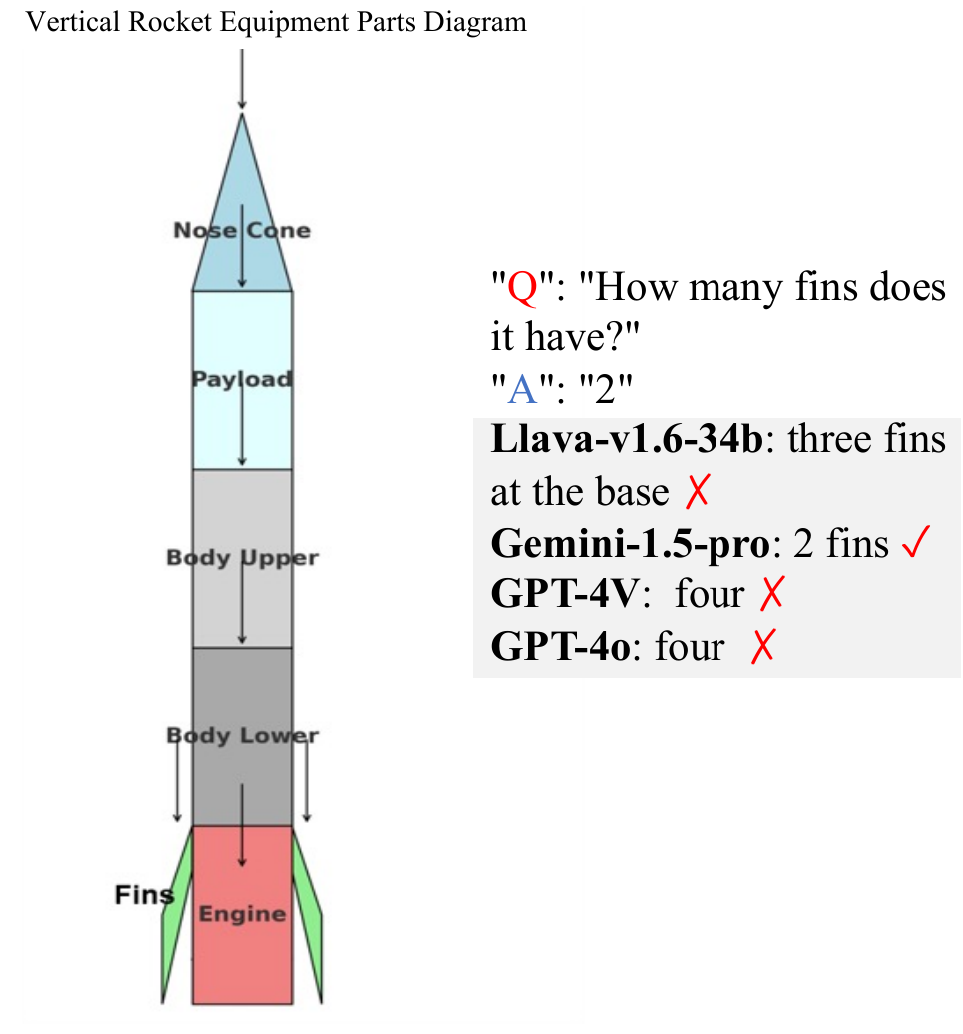 Vertical Rocket Equipment Parts Diagram
Nose Cone
Payload
Body Upper
Body Lower
Fins
Engine
"Q": "How many fins does
it have?"
"A": "2"
Llava-v1.6-34b: three fins
at the base ✗
Gemini-1.5-pro: 2 fins ✓
GPT-4V: four ✗
GPT-4o: four ✗